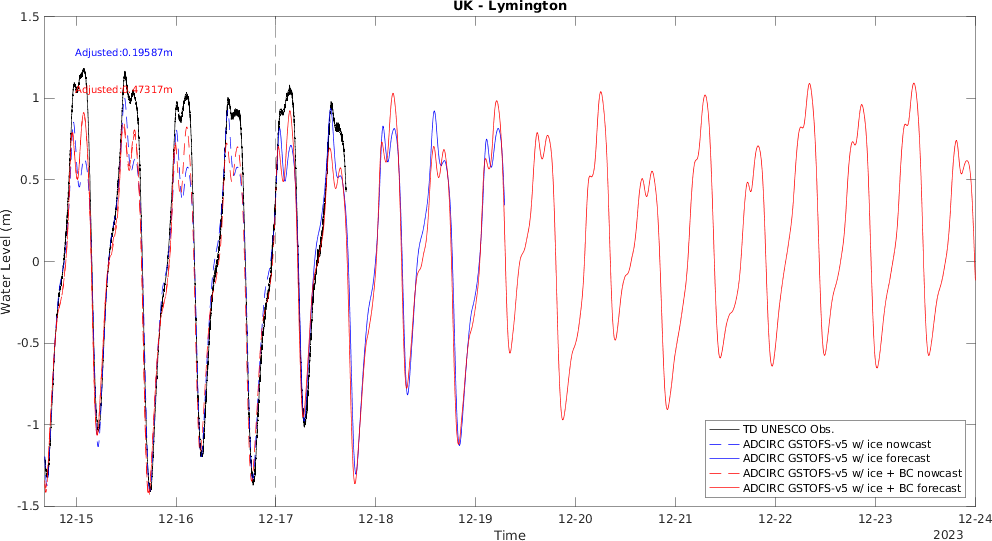 UK - Lymington
1.5
1
0.5
0
-0.5
-1
-1.5
Water Level (m)
Adjusted:0.19587m
Adjusted:0.47317m
TD UNESCO Obs.
ADCIRC GSTOFS-v5 w/ ice nowcast
ADCIRC GSTOFS-v5 w/ ice forecast
ADCIRC GSTOFS-v5 w/ ice + BC nowcast
ADCIRC GSTOFS-v5 w/ ice + BC forecast
12-15 12-16 12-17 12-18 12-19 12-20 12-21 12-22 12-23 12-24
Time
2023